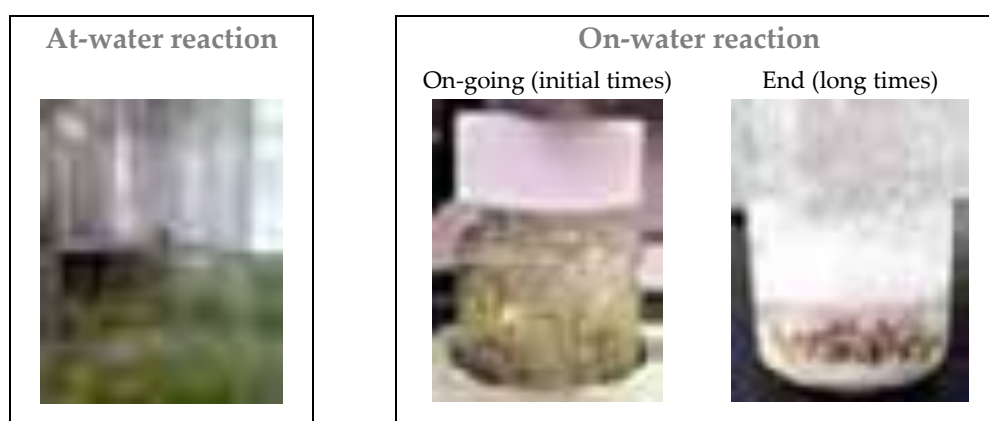 At-water reaction
On-water reaction
On-going (initial times)
End (long times)